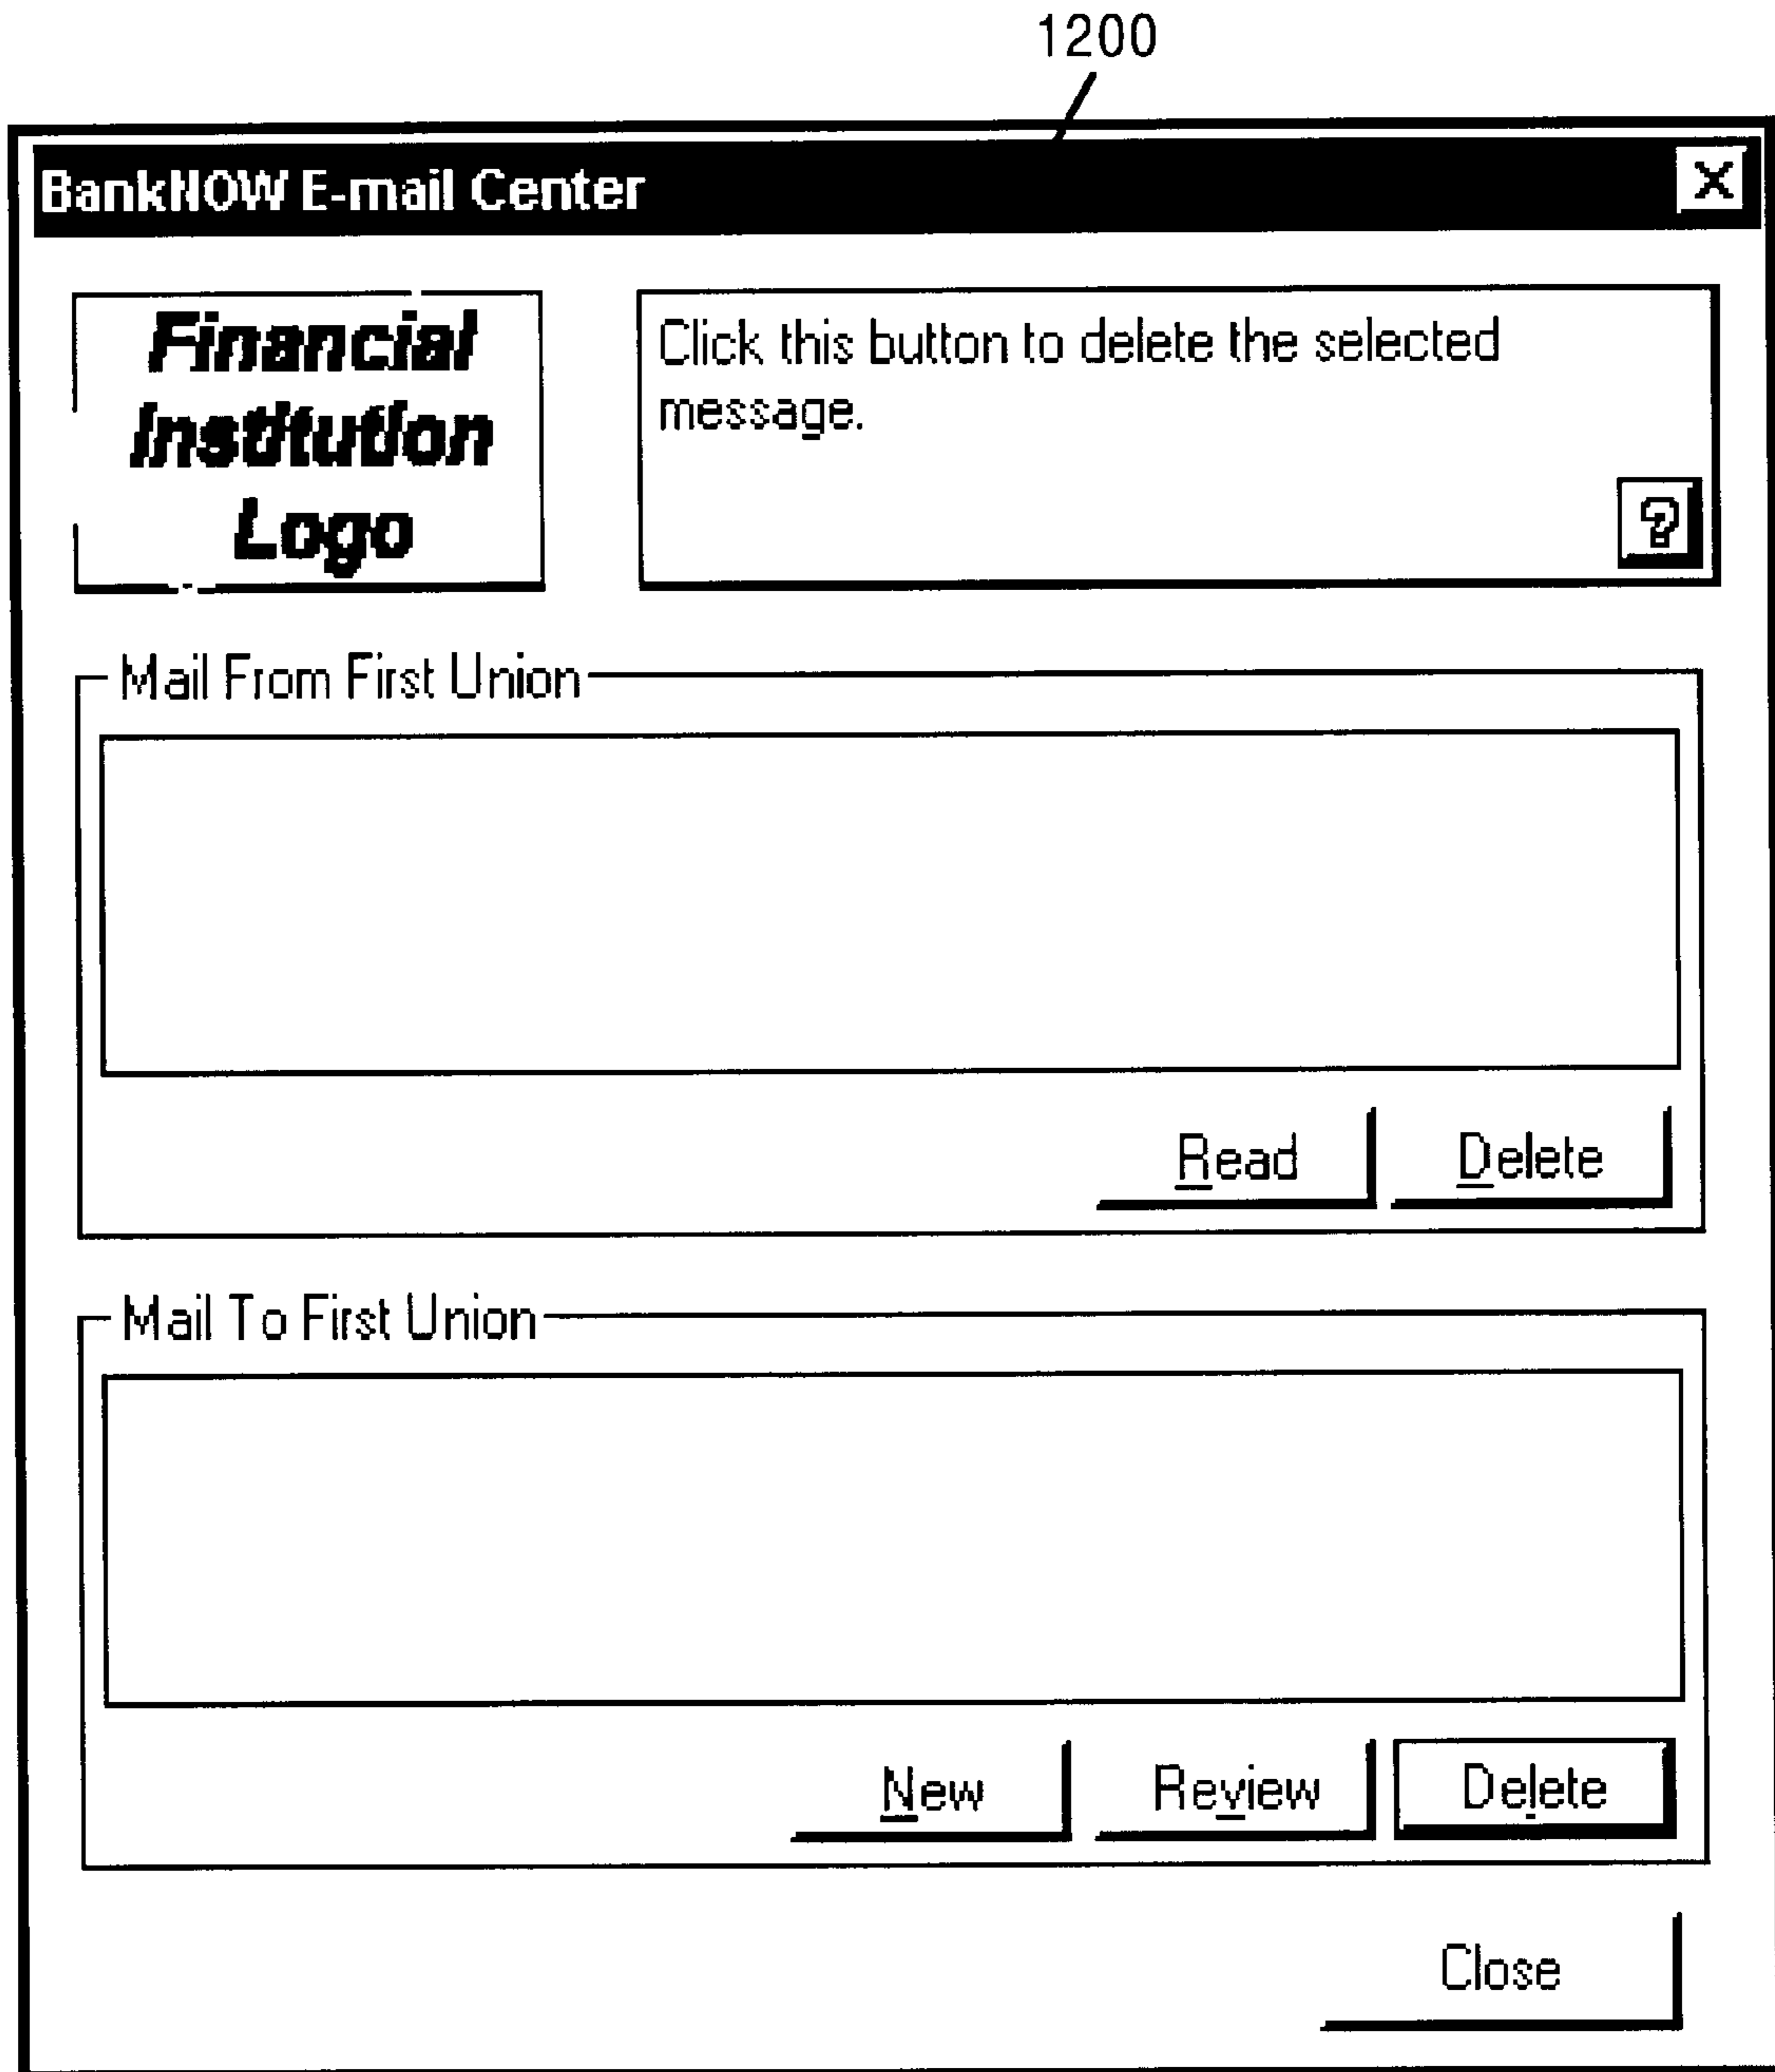 1200
BankNOW E-mail Center
X
Financial
Institution
Logo
Click this button to delete the selected
message.
?
Mail From First Union
Read
Delete
Mail To First Union
New
Review
Delete
Close